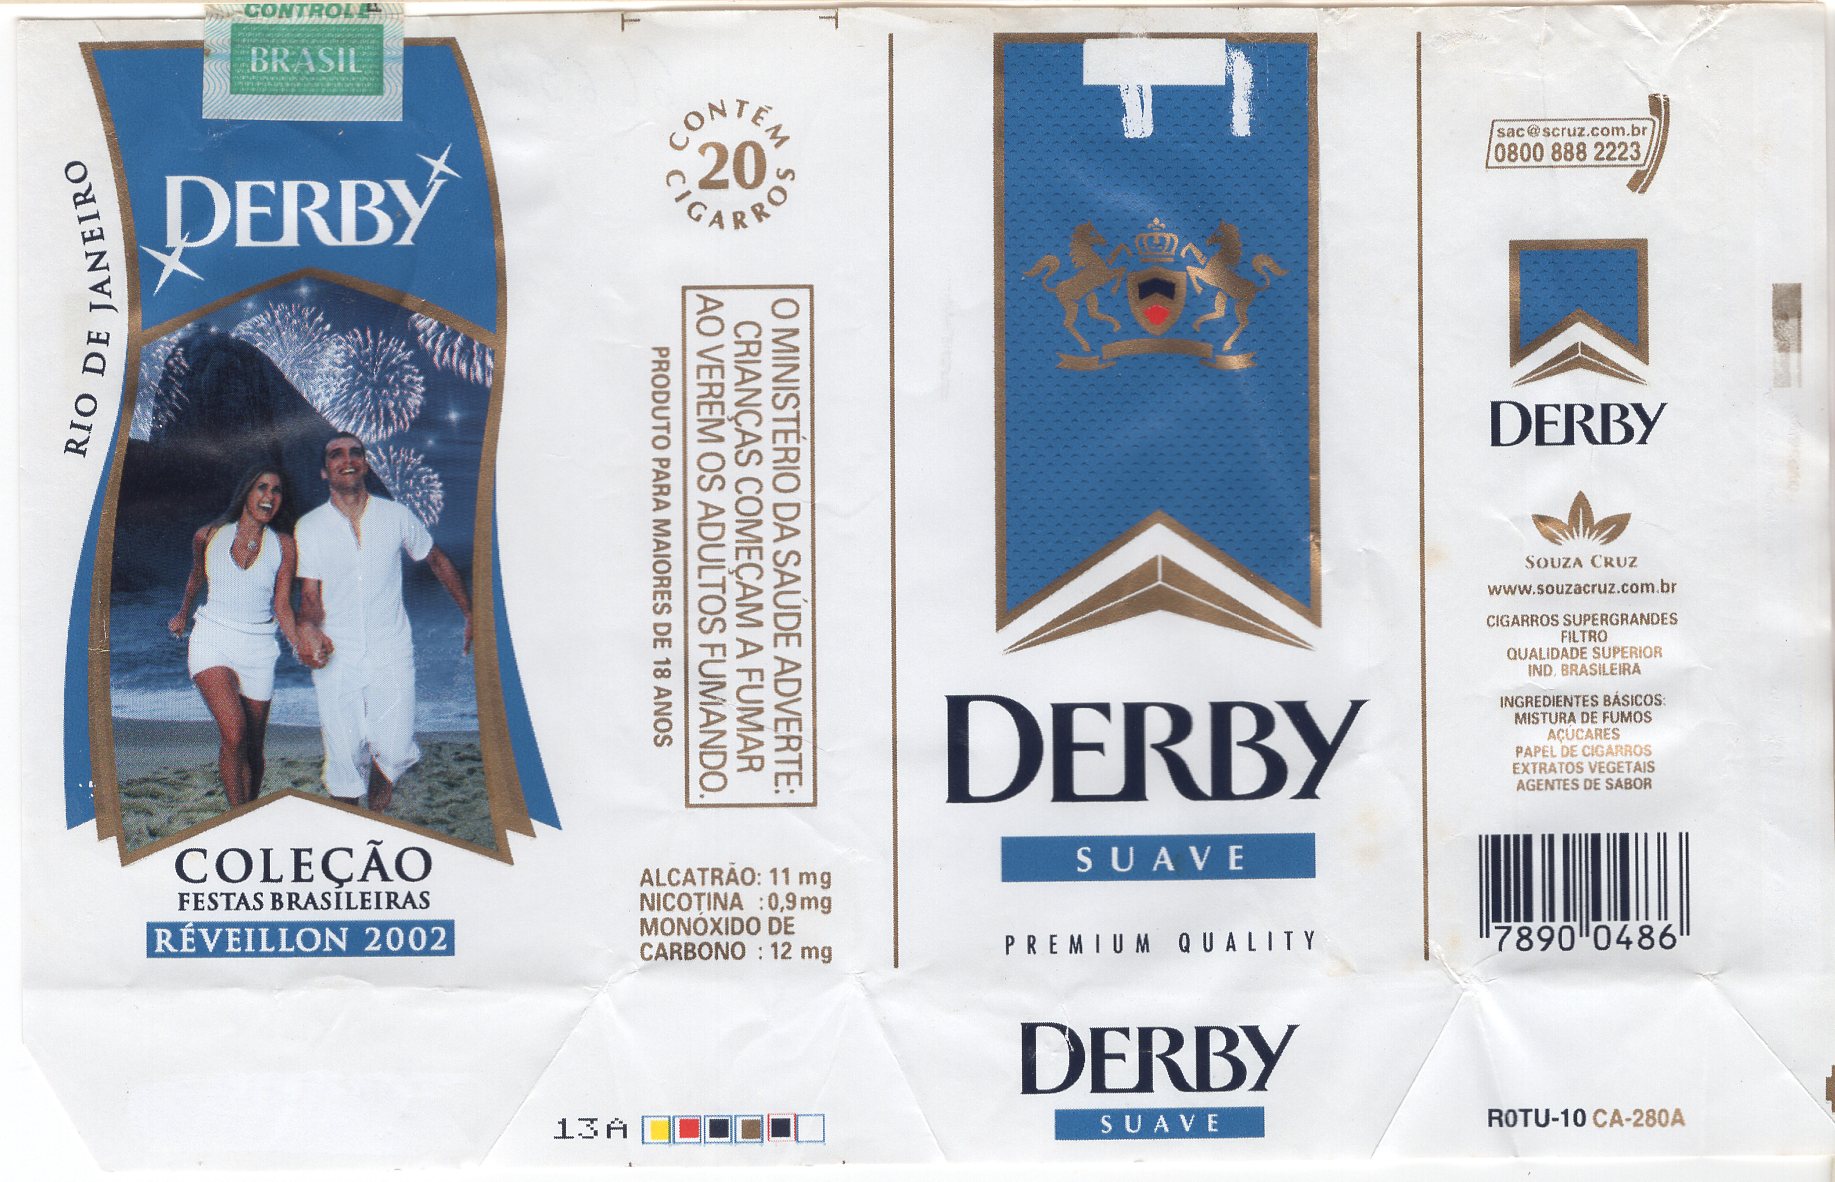 CONTROLE
BRASIL
RIO DE JANEIRO
DERBY
COLEÇÃO
FESTAS BRASILEIRAS
RÉVEILLON 2002
CONTÉM
20
CIGARROS
O MINISTÉRIO DA SAÚDE ADVERTE:
CRIANÇAS COMEÇAM A FUMAR
AO VEREM OS ADULTOS FUMANDO.
PRODUTO PARA MAIORES DE 18 ANOS
ALCATRÃO: 11 mg
NICOTINA : 0,9mg
MONÓXIDO DE
CARBONO : 12 mg
13A
DERBY
SUAVE
PREMIUM QUALITY
DERBY
SUAVE
sac@scruz.com.br
0800 888 2223
DERBY
SOUZA CRUZ
www.souzacruz.com.br
CIGARROS SUPERGRANDES
FILTRO
QUALIDADE SUPERIOR
IND. BRASILEIRA
INGREDIENTES BÁSICOS:
MISTURA DE FUMOS
AÇÚCARES
PAPEL DE CIGARROS
EXTRATOS VEGETAIS
AGENTES DE SABOR
78900486
R0TU-10 CA-280A